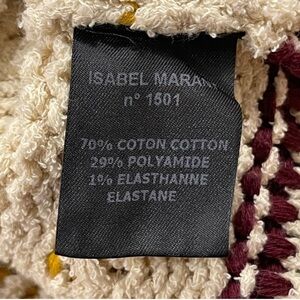 ISABEL MARAN
n° 1501
70% COTON COTTON
29% POLYAMIDE
1% ELASTHANNE
ELASTANE